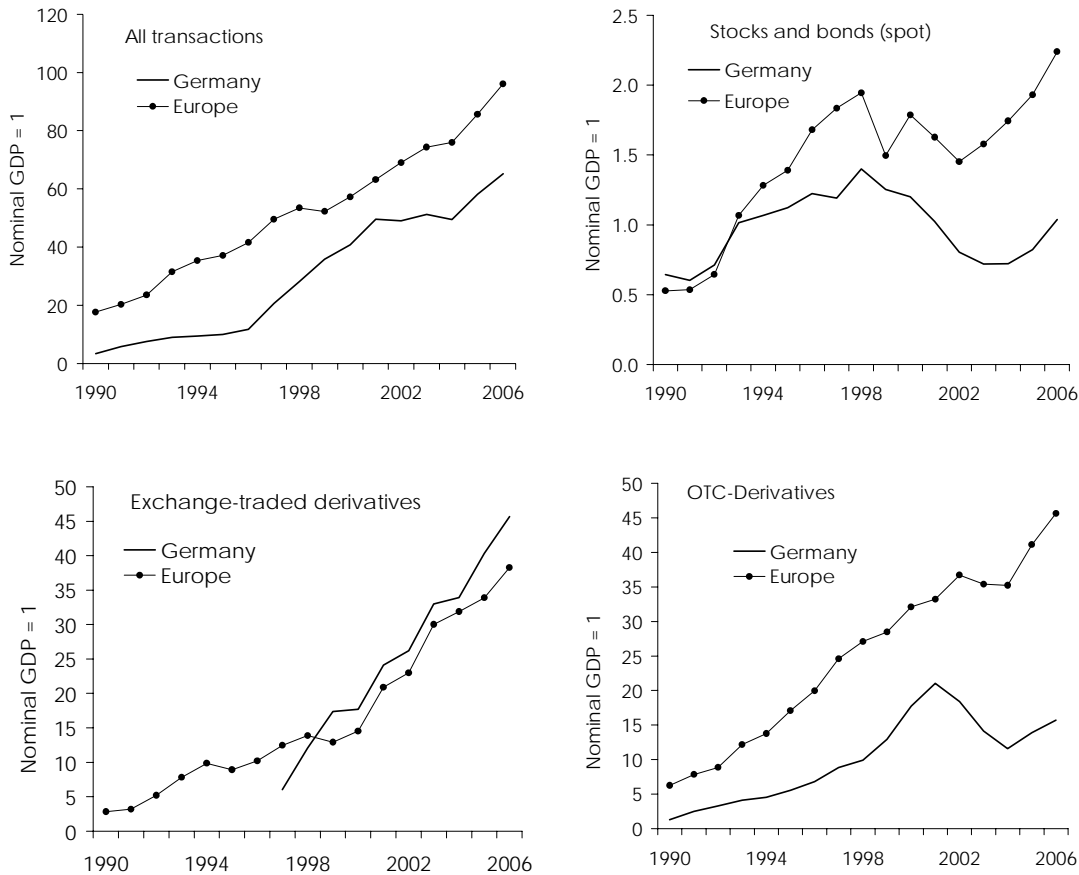 All transactions
Germany
Europe
Nominal GDP = 1
120
100
80
60
40
20
0
1990 1994 1998 2002 2006
Stocks and bonds (spot)
Germany
Europe
Nominal GDP = 1
2.5
2.0
1.5
1.0
0.5
0.0
1990 1994 1998 2002 2006
Exchange-traded derivatives
Germany
Europe
Nominal GDP = 1
50
45
40
35
30
25
20
15
10
5
0
1990 1994 1998 2002 2006
OTC-Derivatives
Germany
Europe
Nominal GDP = 1
50
45
40
35
30
25
20
15
10
5
0
1990 1994 1998 2002 2006